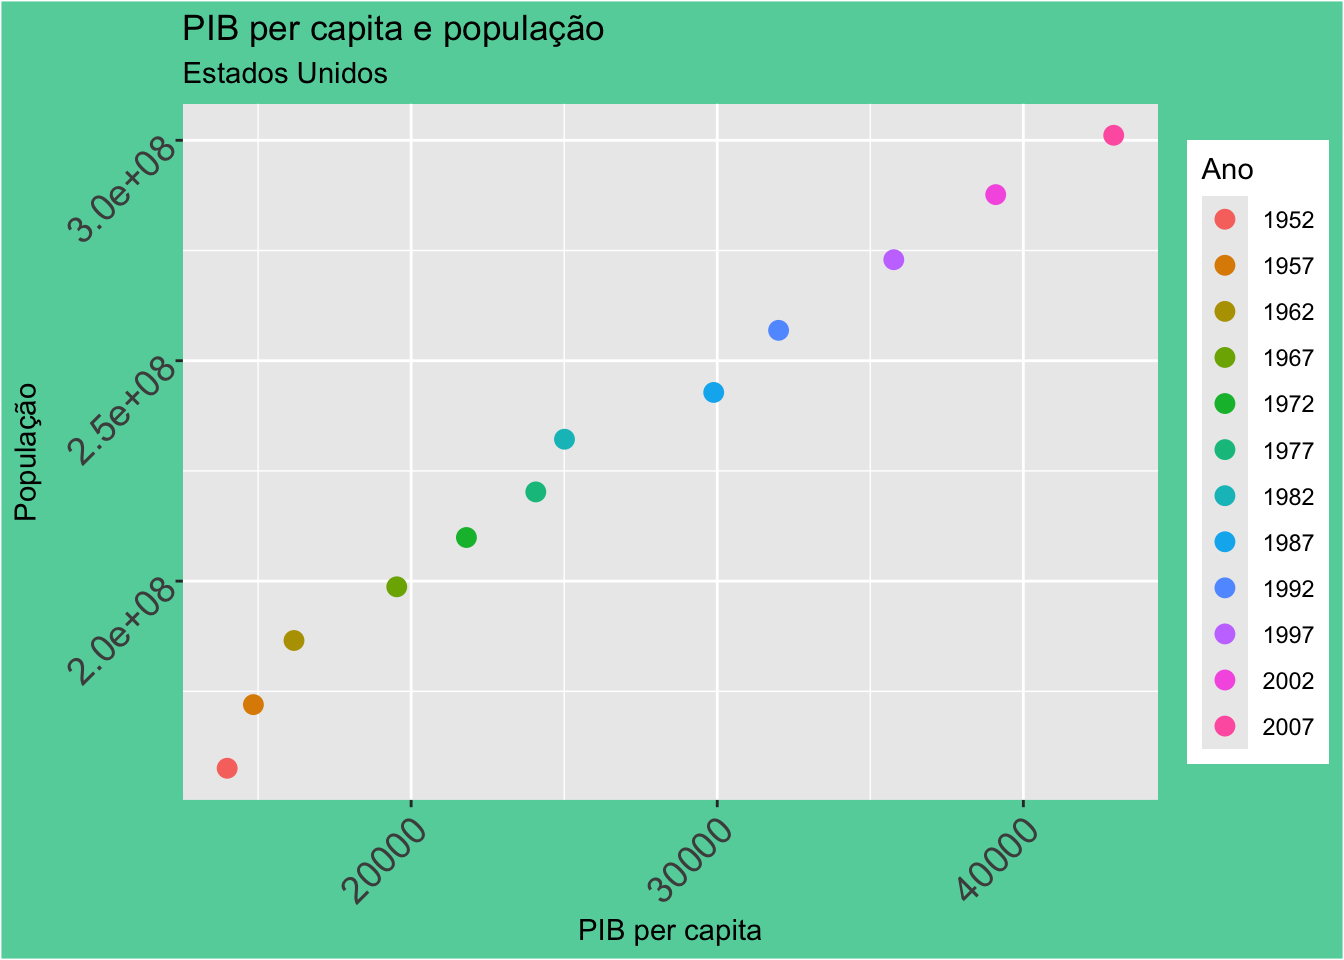 PIB per capita e população
Estados Unidos
3.0e+08
2.5e+08
2.0e+08
População
20000
30000
40000
PIB per capita
Ano
1952
1957
1962
1967
1972
1977
1982
1987
1992
1997
2002
2007